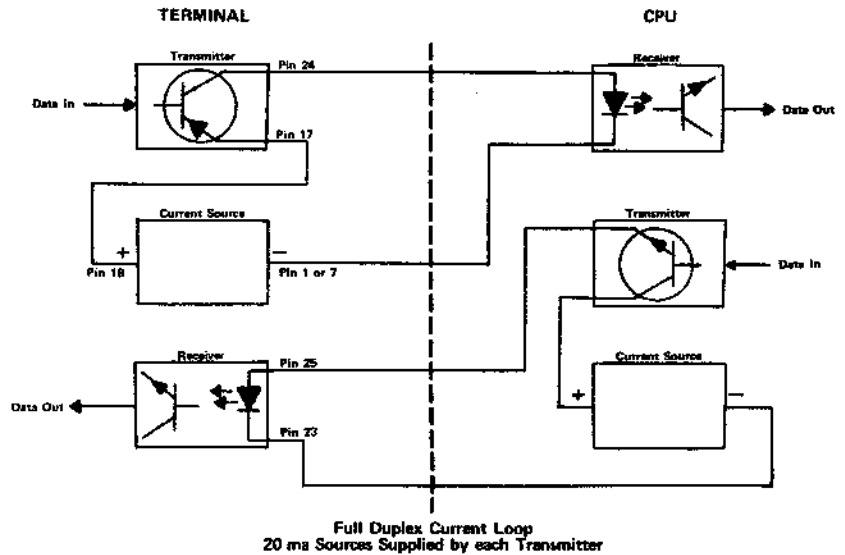 TERMINAL
CPU
Transmitter
Pin 24
Receiver
Data In
Data Out
Pin 17
Current Source
Transmitter
+
−
Pin 18
Pin 1 or 7
Data In
Receiver
Pin 25
Current Source
+
−
Data Out
Pin 23
Full Duplex Current Loop
20 ma Sources Supplied by each Transmitter